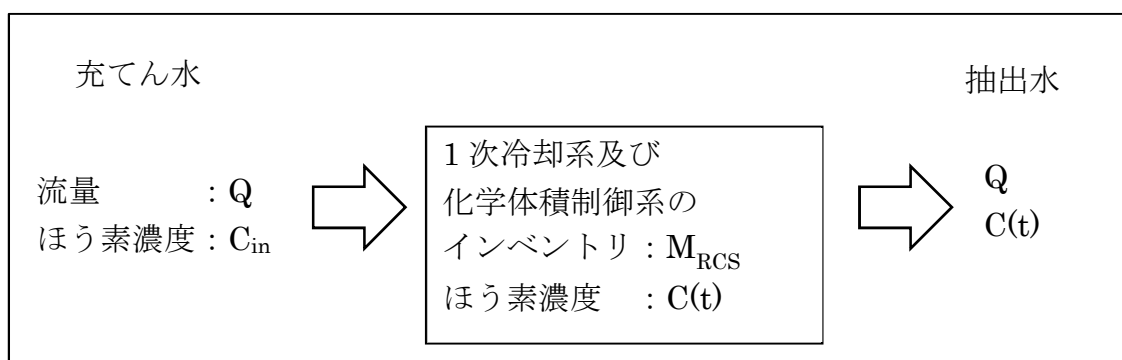 充てん水
流量　　　：Q
ほう素濃度：C_in
1 次冷却系及び
化学体積制御系の
インベントリ：M_RCS
ほう素濃度　：C(t)
抽出水
Q
C(t)